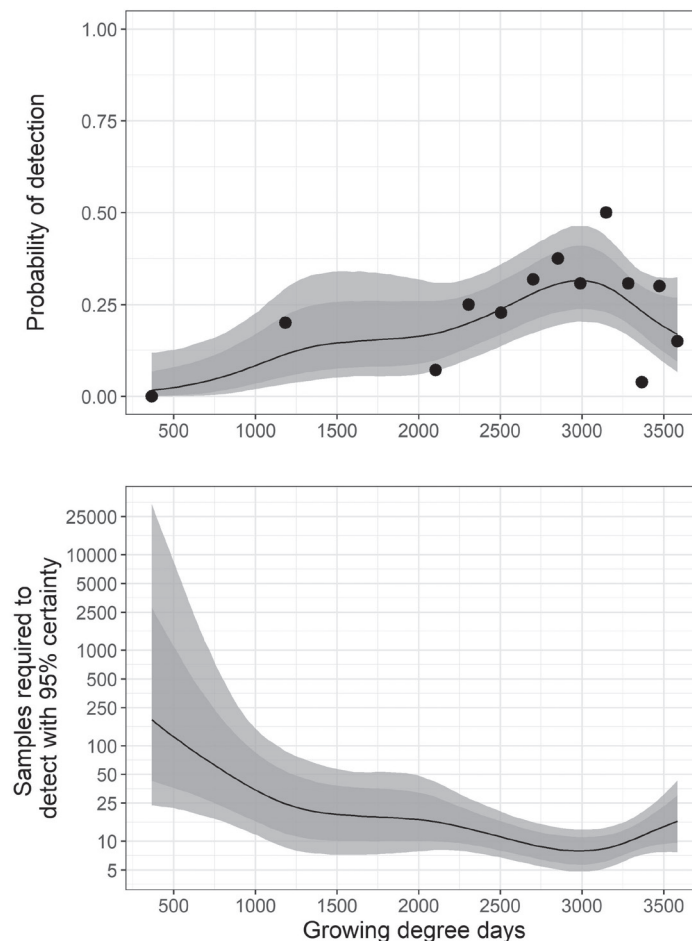 Probability of detection
1.00
0.75
0.50
0.25
0.00
500 1000 1500 2000 2500 3000 3500
Samples required to
detect with 95% certainty
25000
10000
5000
2500
1000
500
250
100
50
25
10
5
500 1000 1500 2000 2500 3000 3500
Growing degree days